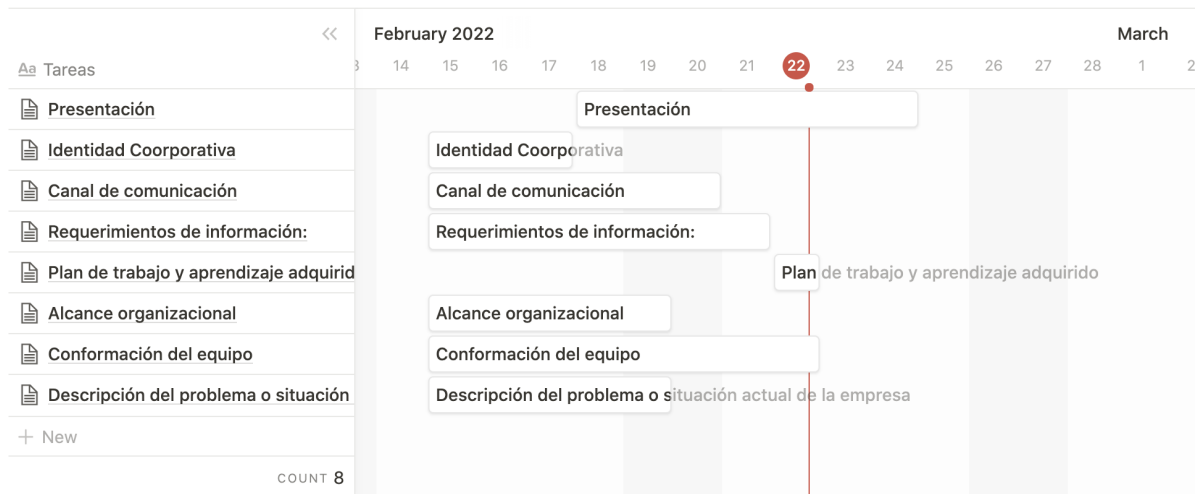 February 2022 March
Aa Tareas
3 14 15 16 17 18 19 20 21 22 23 24 25 26 27 28 1 2
Presentación Presentación
Identidad Coorporativa Identidad Coorporativa
Canal de comunicación Canal de comunicación
Requerimientos de información: Requerimientos de información:
Plan de trabajo y aprendizaje adquirid Plan de trabajo y aprendizaje adquirido
Alcance organizacional Alcance organizacional
Conformación del equipo Conformación del equipo
Descripción del problema o situación Descripción del problema o situación actual de la empresa
+ New
COUNT 8